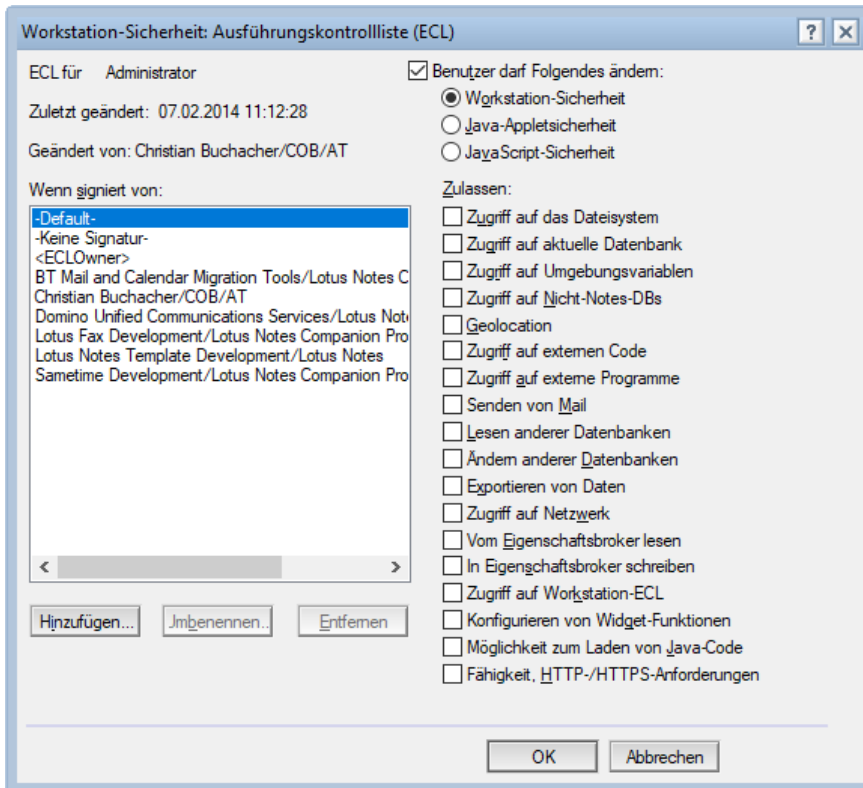 Workstation-Sicherheit: Ausführungskontrollliste (ECL)
?
ECL für Administrator
Zuletzt geändert: 07.02.2014 11:12:28
Geändert von: Christian Buchacher/COB/AT
Wenn signiert von:
-Default-
-Keine Signatur-
<ECLOwner>
BT Mail and Calendar Migration Tools/Lotus Notes C
Christian Buchacher/COB/AT
Domino Unified Communications Services/Lotus Note
Lotus Fax Development/Lotus Notes Companion Pro
Lotus Notes Template Development/Lotus Notes
Sametime Development/Lotus Notes Companion Pro
Hinzufügen...
Jmbenennen..
Entfernen
Benutzer darf Folgendes ändern:
Workstation-Sicherheit
Java-Appletsicherheit
JavaScript-Sicherheit
Zulassen:
Zugriff auf das Dateisystem
Zugriff auf aktuelle Datenbank
Zugriff auf Umgebungsvariablen
Zugriff auf Nicht-Notes-DBs
Geolocation
Zugriff auf externen Code
Zugriff auf externe Programme
Senden von Mail
Lesen anderer Datenbanken
Ändern anderer Datenbanken
Exportieren von Daten
Zugriff auf Netzwerk
Vom Eigenschaftsbroker lesen
In Eigenschaftsbroker schreiben
Zugriff auf Workstation-ECL
Konfigurieren von Widget-Funktionen
Möglichkeit zum Laden von Java-Code
Fähigkeit, HTTP-/HTTPS-Anforderungen
OK
Abbrechen